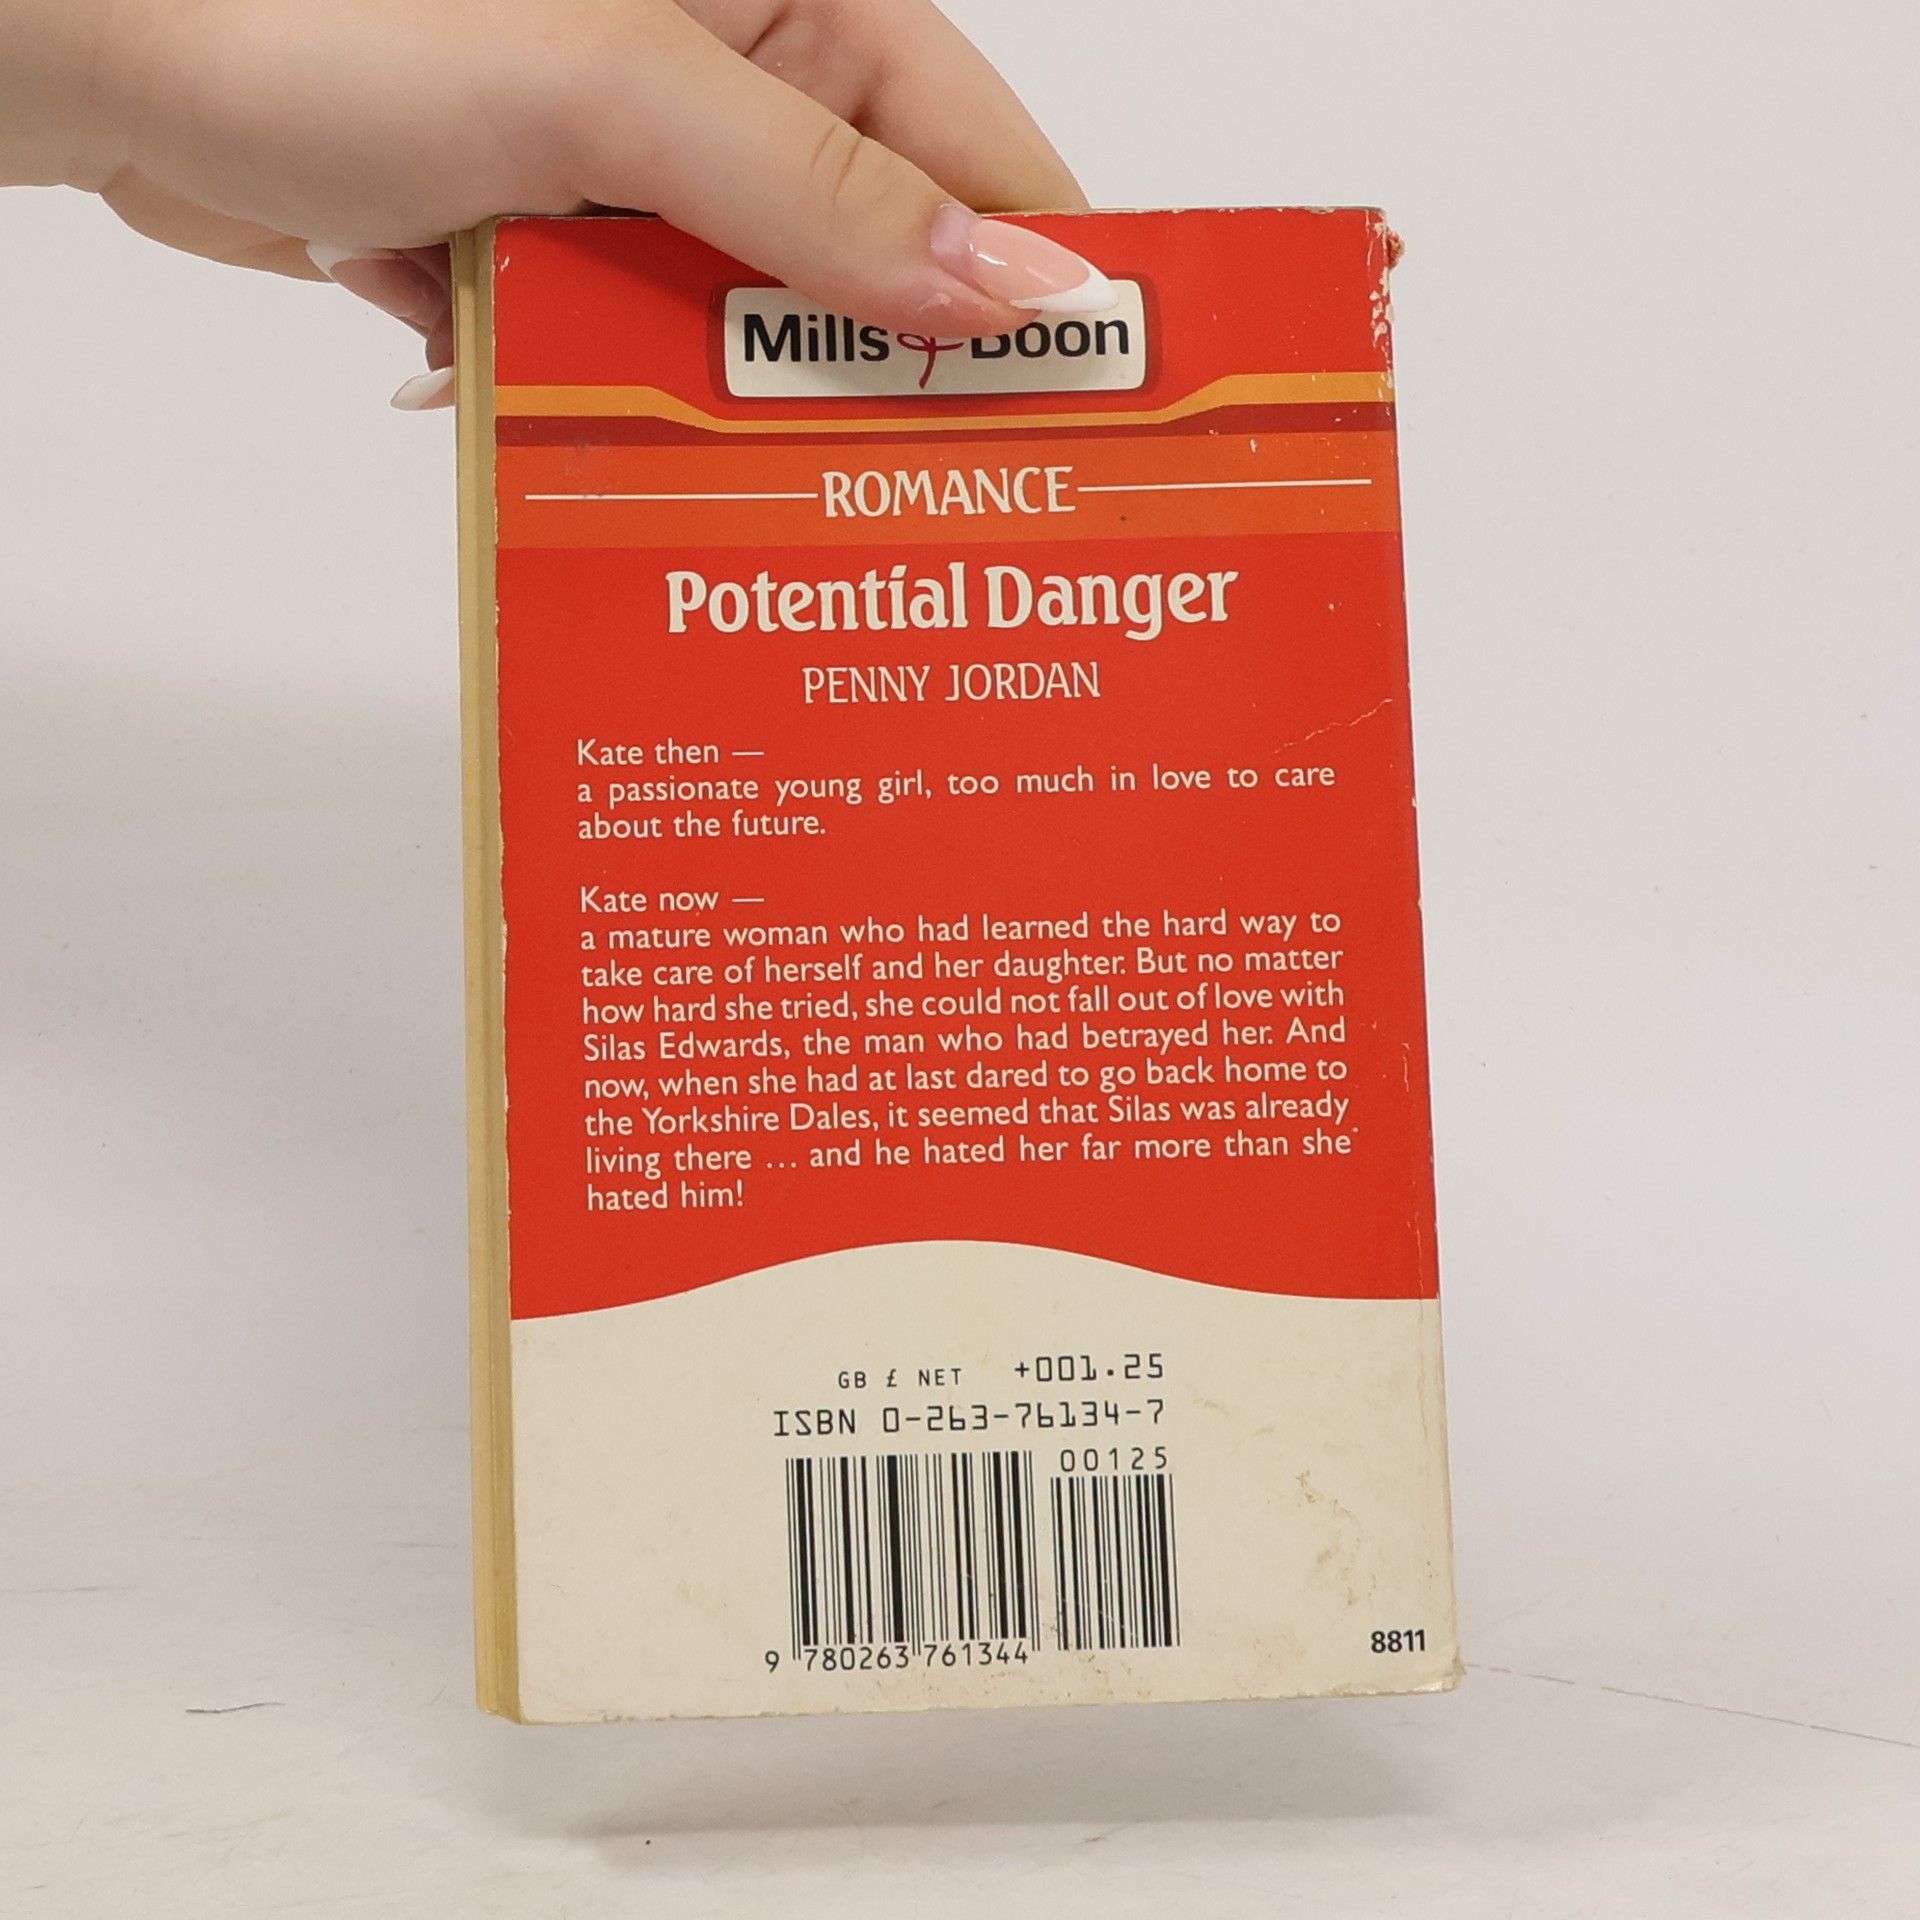 Mills & Boon
ROMANCE
Potential Danger
PENNY JORDAN
Kate then —
a passionate young girl, too much in love to care
about the future.
Kate now —
a mature woman who had learned the hard way to
take care of herself and her daughter. But no matter
how hard she tried, she could not fall out of love with
Silas Edwards, the man who had betrayed her. And
now, when she had at last dared to go back home to
the Yorkshire Dales, it seemed that Silas was already
living there ... and he hated her far more than she
hated him!
GB £ NET +001.25
ISBN 0-263-76134-7
00125
9 780263 761344
8811